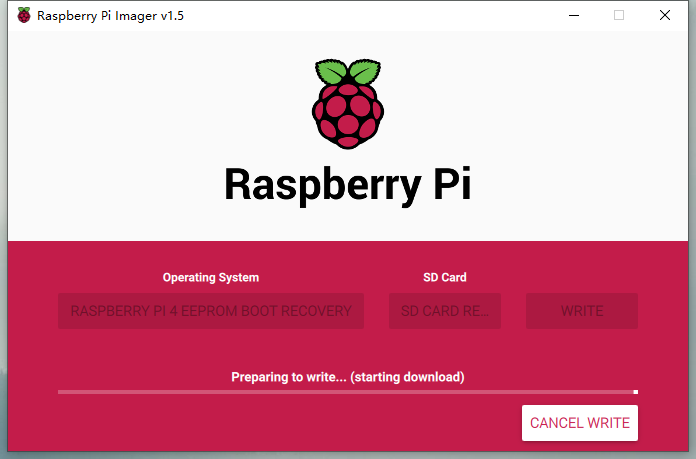 Raspberry Pi Imager v1.5
Raspberry Pi
Operating System
SD Card
RASPBERRY PI 4 EEPROM BOOT RECOVERY
SD CARD RE...
WRITE
Preparing to write... (starting download)
CANCEL WRITE